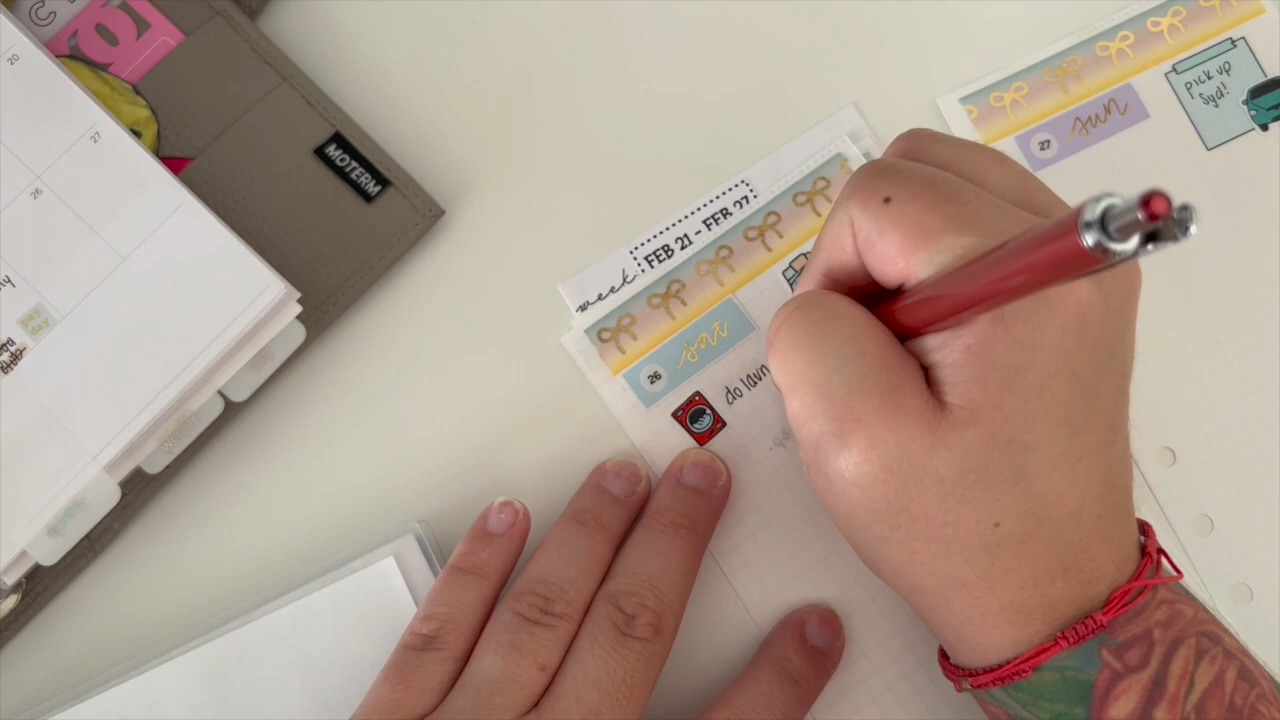 20
27
26
pay
day
MOTERM
week
FEB 21 - FEB 27
26 sat
do laun
27 sun
pick up
Syd!